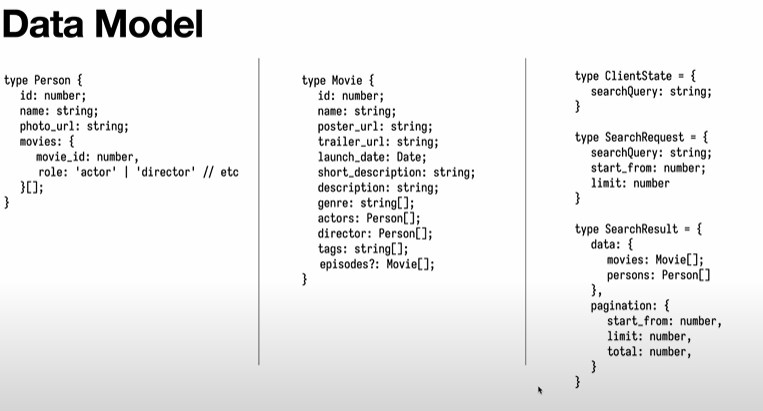 Data Model
type Person {
id: number;
name: string;
photo_url: string;
movies: {
movie_id: number,
role: 'actor' | 'director' // etc
}[];
}
type Movie {
id: number;
name: string;
poster_url: string;
trailer_url: string;
launch_date: Date;
short_description: string;
description: string;
genre: string[];
actors: Person[];
director: Person[];
tags: string[];
episodes?: Movie[];
}
type ClientState = {
searchQuery: string;
}
type SearchRequest = {
searchQuery: string;
start_from: number;
limit: number
}
type SearchResult = {
data: {
movies: Movie[];
persons: Person[]
},
pagination: {
start_from: number,
limit: number,
total: number,
}
}